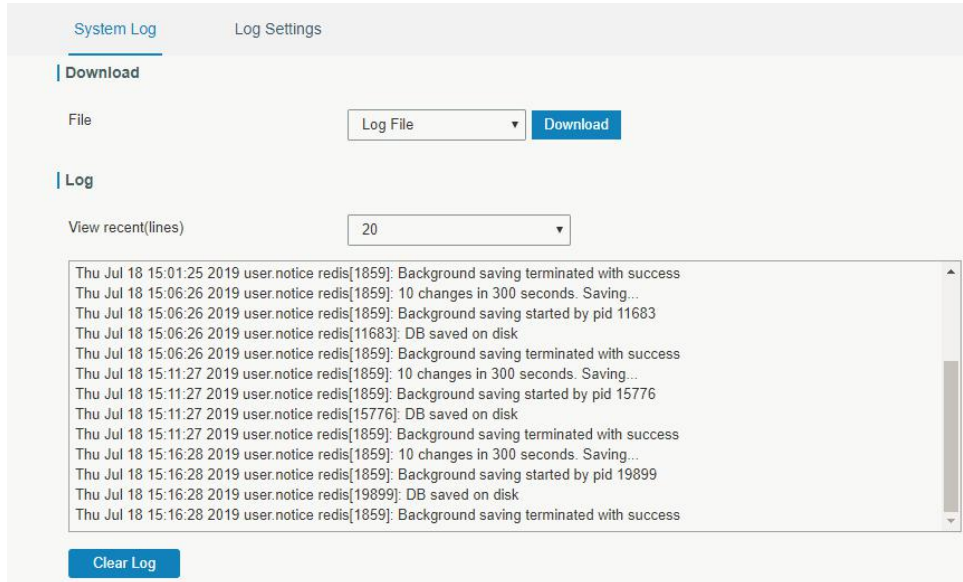 System Log Log Settings
Download
File Log File Download
Log
View recent(lines) 20
Thu Jul 18 15:01:25 2019 user.notice redis[1859]: Background saving terminated with success
Thu Jul 18 15:06:26 2019 user.notice redis[1859]: 10 changes in 300 seconds. Saving...
Thu Jul 18 15:06:26 2019 user.notice redis[1859]: Background saving started by pid 11683
Thu Jul 18 15:06:26 2019 user.notice redis[11683]: DB saved on disk
Thu Jul 18 15:06:26 2019 user.notice redis[1859]: Background saving terminated with success
Thu Jul 18 15:11:27 2019 user.notice redis[1859]: 10 changes in 300 seconds. Saving...
Thu Jul 18 15:11:27 2019 user.notice redis[1859]: Background saving started by pid 15776
Thu Jul 18 15:11:27 2019 user.notice redis[15776]: DB saved on disk
Thu Jul 18 15:11:27 2019 user.notice redis[1859]: Background saving terminated with success
Thu Jul 18 15:16:28 2019 user.notice redis[1859]: 10 changes in 300 seconds. Saving...
Thu Jul 18 15:16:28 2019 user.notice redis[1859]: Background saving started by pid 19899
Thu Jul 18 15:16:28 2019 user.notice redis[19899]: DB saved on disk
Thu Jul 18 15:16:28 2019 user.notice redis[1859]: Background saving terminated with success
Clear Log